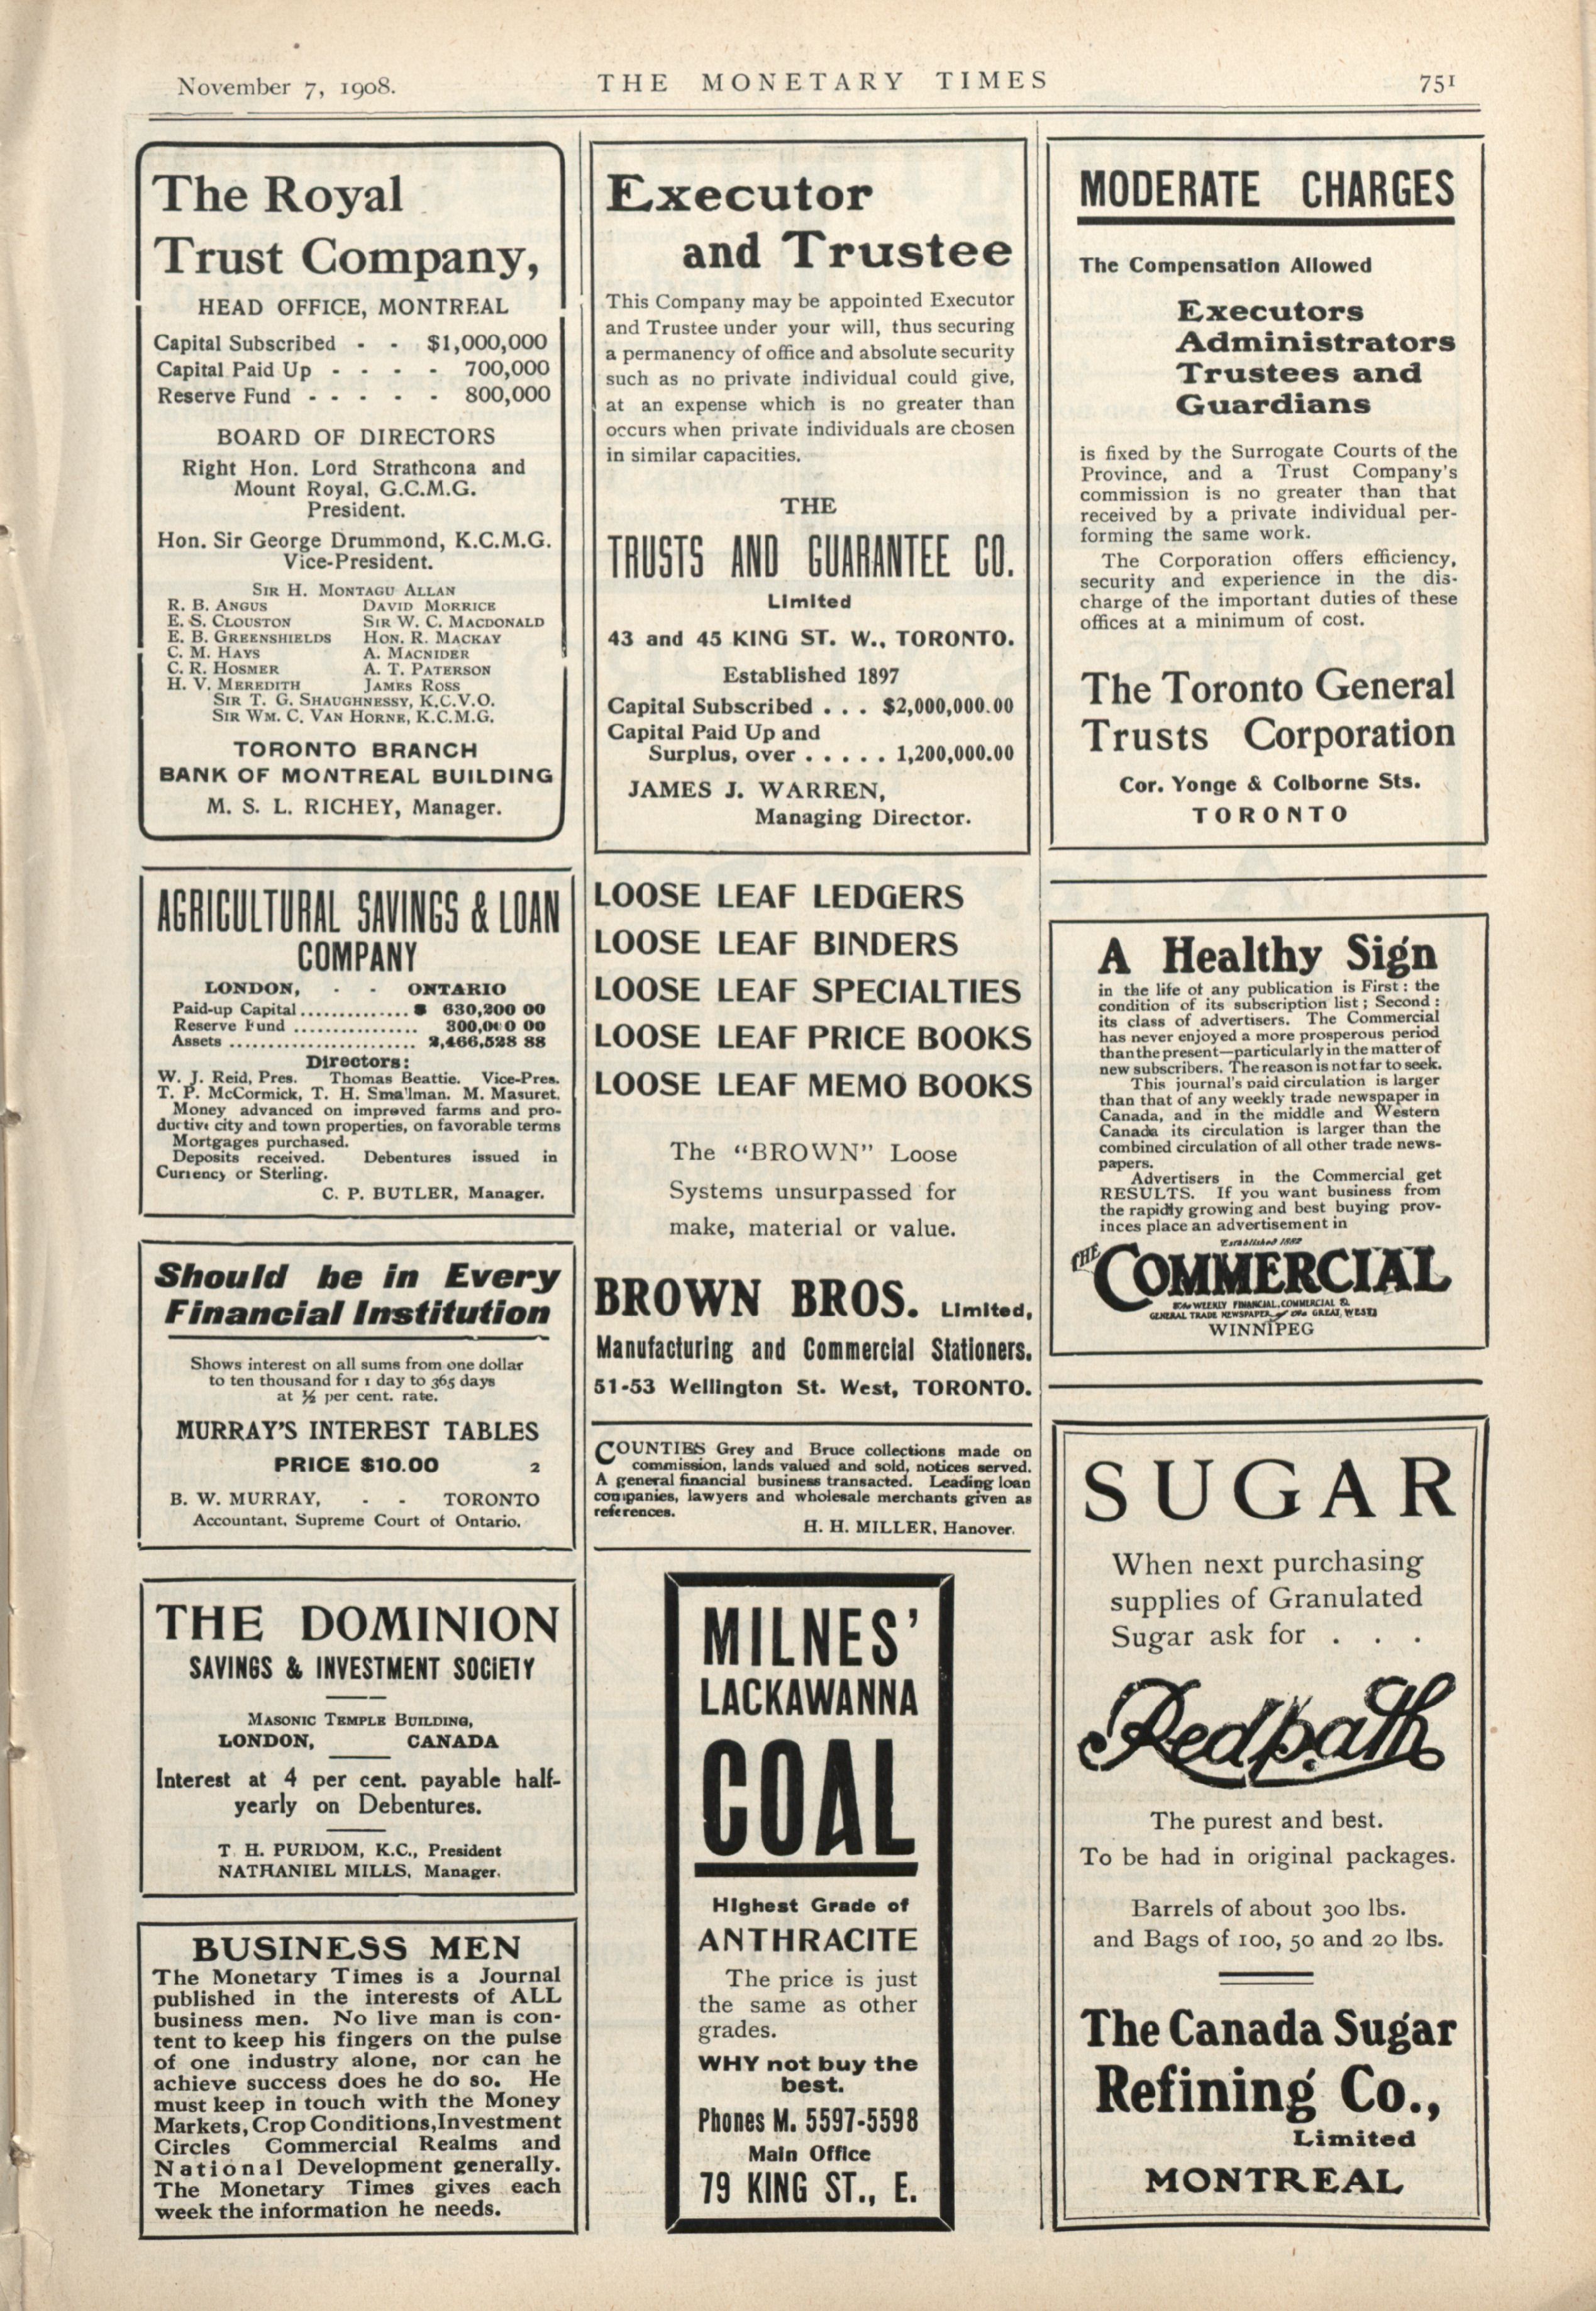 November 7, 1908.
THE MONETARY TIMES
751
The Royal
Trust Company,
HEAD OFFICE, MONTREAL
Capital Subscribed - - $1,000,000
Capital Paid Up - - - - 700,000
Reserve Fund - - - - - 800,000
BOARD OF DIRECTORS
Right Hon. Lord Strathcona and
Mount Royal, G.C.M.G.
President.
Hon. Sir George Drummond, K.C.M.G.
Vice-President.
SIR H. MONTAGU ALLAN
R. B. ANGUS DAVID MORRICE
E. S. CLOUSTON SIR W. C. MACDONALD
E. B. GREENSHIELDS HON. R. MACKAY
C. M. HAYS A. MACNIDER
C. R. HOSMER A. T. PATERSON
H. V. MEREDITH JAMES ROSS
SIR T. G. SHAUGHNESSY, K.C.V.O.
SIR WM. C. VAN HORNE, K.C.M.G.
TORONTO BRANCH
BANK OF MONTREAL BUILDING
M. S. L. RICHEY, Manager.
AGRICULTURAL SAVINGS & LOAN
COMPANY
LONDON, - - ONTARIO
Paid-up Capital.............. $ 630,200 00
Reserve Fund ................ 300,000 00
Assets ........................ 2,466,528 88
Directors:
W. J. Reid, Pres. Thomas Beattie. Vice-Pres.
T. P. McCormick, T. H. Smallman. M. Masuret.
Money advanced on improved farms and pro-
ductive city and town properties, on favorable terms
Mortgages purchased.
Deposits received. Debentures issued in
Currency or Sterling.
C. P. BUTLER, Manager.
Should be in Every
Financial Institution
Shows interest on all sums from one dollar
to ten thousand for 1 day to 365 days
at ½ per cent. rate.
MURRAY'S INTEREST TABLES
PRICE $10.00 2
B. W. MURRAY, - - TORONTO
Accountant, Supreme Court of Ontario.
THE DOMINION
SAVINGS & INVESTMENT SOCIETY
MASONIC TEMPLE BUILDING,
LONDON, CANADA
Interest at 4 per cent. payable half-
yearly on Debentures.
T. H. PURDOM, K.C., President
NATHANIEL MILLS, Manager.
BUSINESS MEN
The Monetary Times is a Journal
published in the interests of ALL
business men. No live man is con-
tent to keep his fingers on the pulse
of one industry alone, nor can he
achieve success does he do so. He
must keep in touch with the Money
Markets, Crop Conditions, Investment
Circles Commercial Realms and
National Development generally.
The Monetary Times gives each
week the information he needs.
Executor
and Trustee
This Company may be appointed Executor
and Trustee under your will, thus securing
a permanency of office and absolute security
such as no private individual could give,
at an expense which is no greater than
occurs when private individuals are chosen
in similar capacities.
THE
TRUSTS AND GUARANTEE CO.
Limited
43 and 45 KING ST. W., TORONTO.
Established 1897
Capital Subscribed . . . $2,000,000.00
Capital Paid Up and
Surplus, over . . . . . 1,200,000.00
JAMES J. WARREN,
Managing Director.
LOOSE LEAF LEDGERS
LOOSE LEAF BINDERS
LOOSE LEAF SPECIALTIES
LOOSE LEAF PRICE BOOKS
LOOSE LEAF MEMO BOOKS
The “BROWN” Loose
Systems unsurpassed for
make, material or value.
BROWN BROS. Limited,
Manufacturing and Commercial Stationers.
51-53 Wellington St. West, TORONTO.
COUNTIES Grey and Bruce collections made on
commission, lands valued and sold, notices served.
A general financial business transacted. Leading loan
companies, lawyers and wholesale merchants given as
references.
H. H. MILLER, Hanover.
MILNES'
LACKAWANNA
COAL
Highest Grade of
ANTHRACITE
The price is just
the same as other
grades.
WHY not buy the
best.
Phones M. 5597-5598
Main Office
79 KING ST., E.
MODERATE CHARGES
The Compensation Allowed
Executors
Administrators
Trustees and
Guardians
is fixed by the Surrogate Courts of the
Province, and a Trust Company's
commission is no greater than that
received by a private individual per-
forming the same work.
The Corporation offers efficiency,
security and experience in the dis-
charge of the important duties of these
offices at a minimum of cost.
The Toronto General
Trusts Corporation
Cor. Yonge & Colborne Sts.
TORONTO
A Healthy Sign
in the life of any publication is First: the
condition of its subscription list; Second:
its class of advertisers. The Commercial
has never enjoyed a more prosperous period
than the present—particularly in the matter of
new subscribers. The reason is not far to seek.
This journal's paid circulation is larger
than that of any weekly trade newspaper in
Canada, and in the middle and Western
Canada its circulation is larger than the
combined circulation of all other trade news-
papers.
Advertisers in the Commercial get
RESULTS. If you want business from
the rapidly growing and best buying prov-
inces place an advertisement in
Established 1882
THE COMMERCIAL
WEEKLY FINANCIAL, COMMERCIAL &
GENERAL TRADE NEWSPAPER of the GREAT WEST
WINNIPEG
SUGAR
When next purchasing
supplies of Granulated
Sugar ask for . . .
Redpath
The purest and best.
To be had in original packages.
Barrels of about 300 lbs.
and Bags of 100, 50 and 20 lbs.
The Canada Sugar
Refining Co.,
Limited
MONTREAL